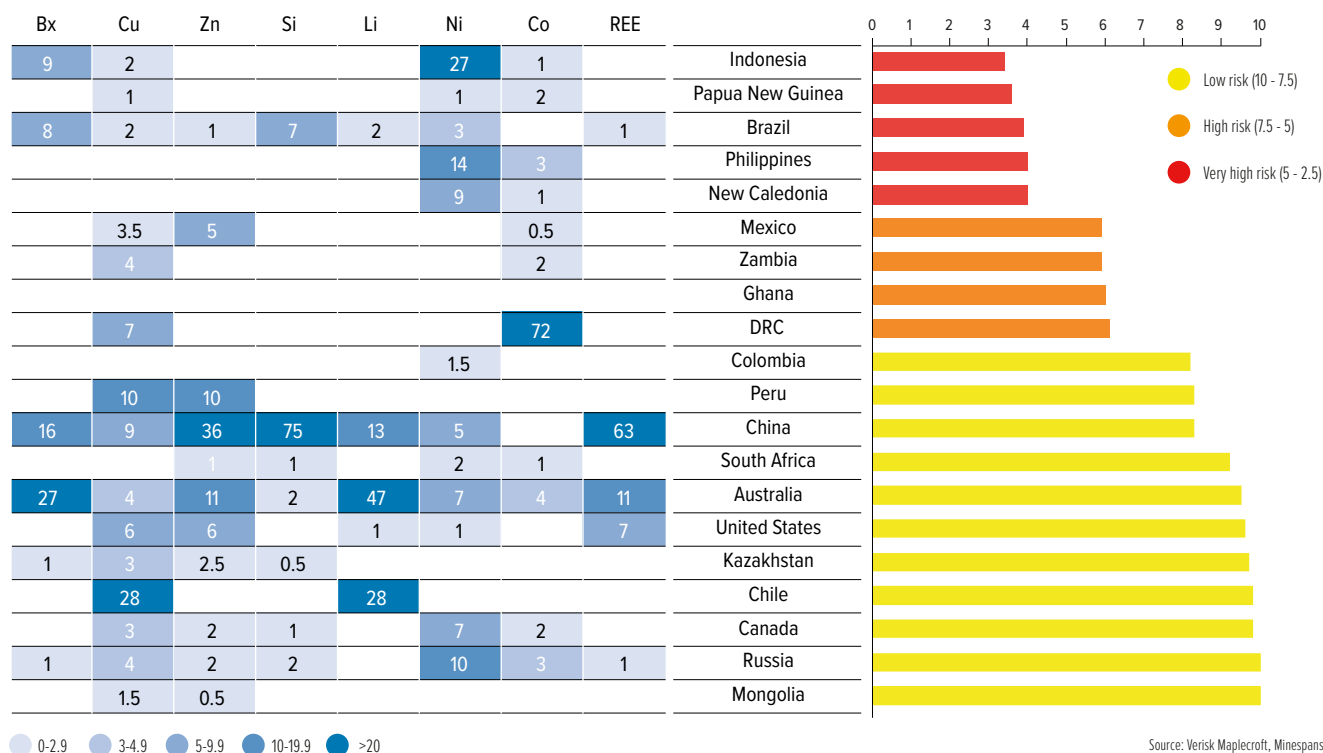 Bx Cu Zn Si Li Ni Co REE
0 1 2 3 4 5 6 7 8 9 10
9 2 27 1 Indonesia
1 1 2 Papua New Guinea
8 2 1 7 2 3 1 Brazil
14 3 Philippines
9 1 New Caledonia
3.5 5 0.5 Mexico
4 2 Zambia
Ghana
7 72 DRC
1.5 Colombia
10 10 Peru
16 9 36 75 13 5 63 China
1 1 2 1 South Africa
27 4 11 2 47 7 4 11 Australia
6 6 1 1 7 United States
1 3 2.5 0.5 Kazakhstan
28 28 Chile
3 2 1 7 2 Canada
1 4 2 2 10 3 1 Russia
1.5 0.5 Mongolia
Low risk (10 - 7.5)
High risk (7.5 - 5)
Very high risk (5 - 2.5)
0-2.9 3-4.9 5-9.9 10-19.9 >20
Source: Verisk Maplecroft, Minespans